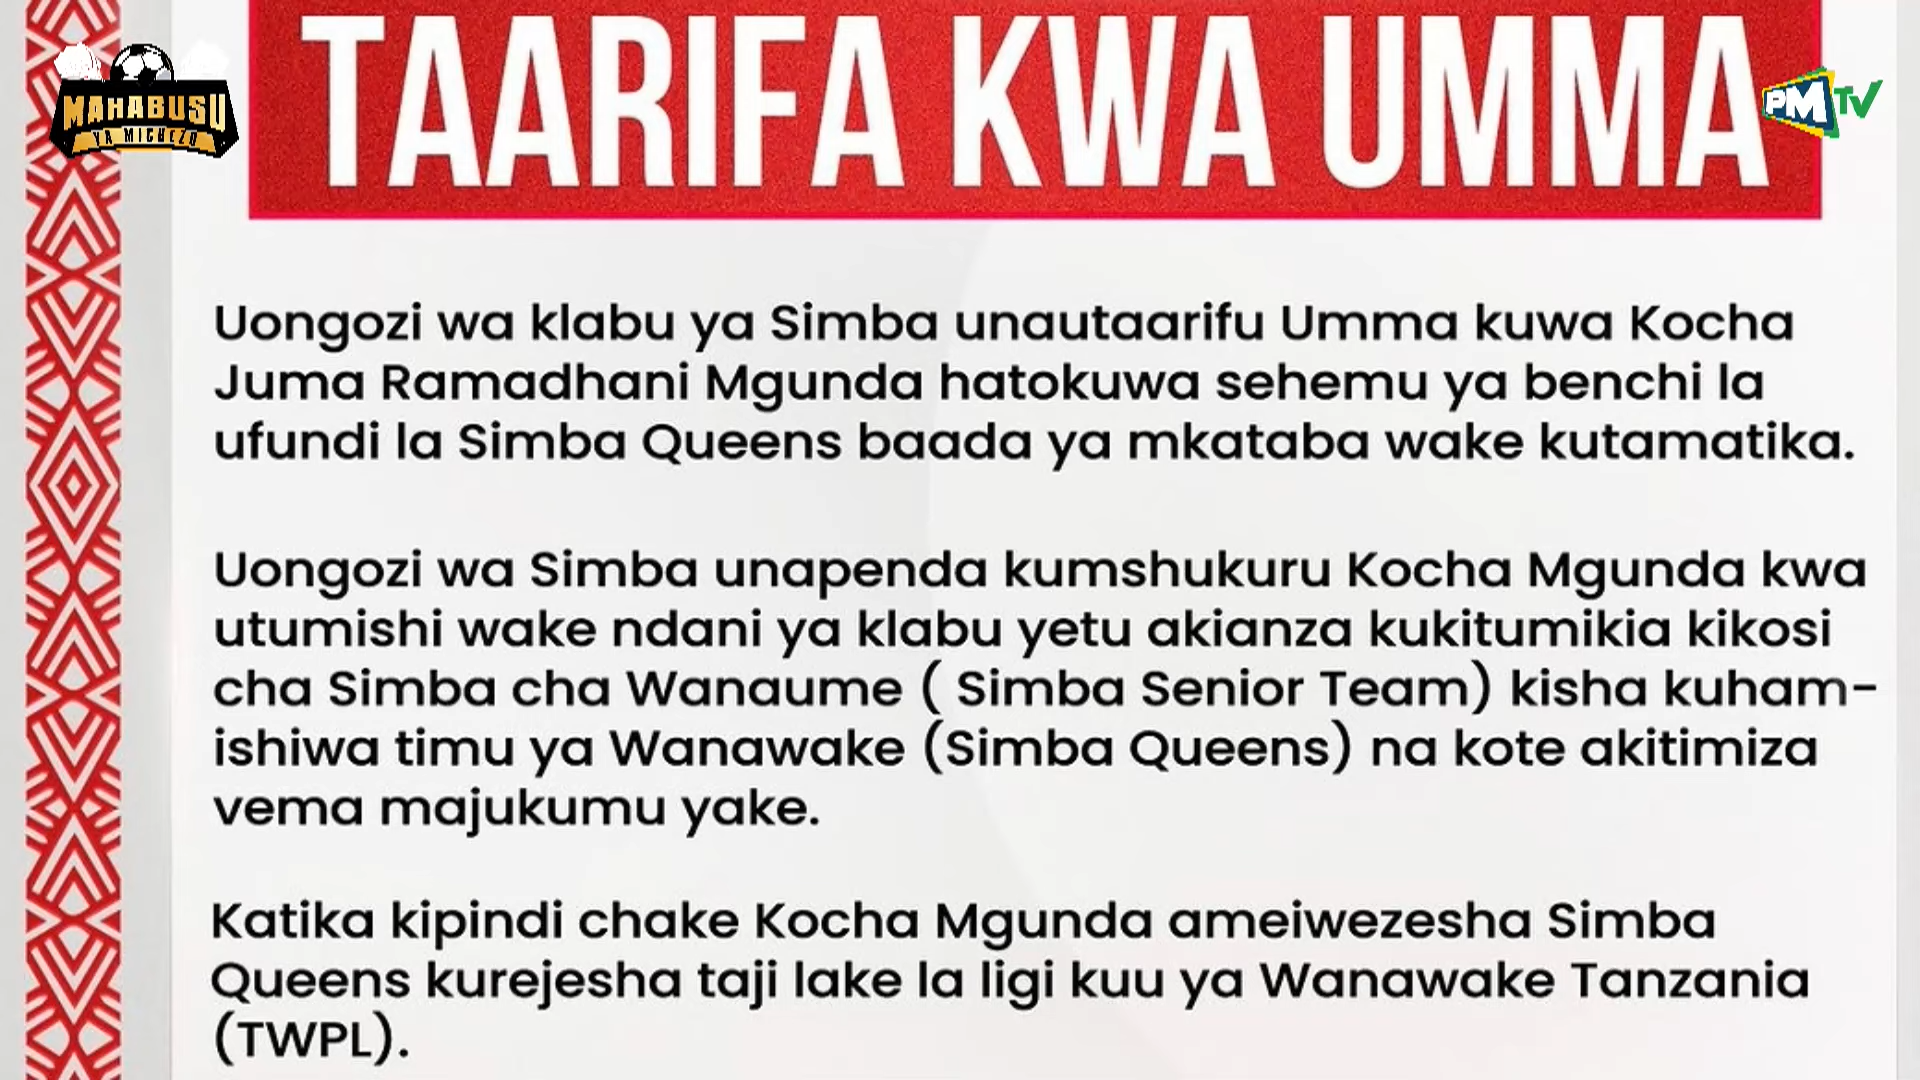 TAARIFA KWA UMMA
MAHABUSU
YA MICHEZO
PMTV
Uongozi wa klabu ya Simba unautaarifu Umma kuwa Kocha
Juma Ramadhani Mgunda hatokuwa sehemu ya benchi la
ufundi la Simba Queens baada ya mkataba wake kutamatika.
Uongozi wa Simba unapenda kumshukuru Kocha Mgunda kwa
utumishi wake ndani ya klabu yetu akianza kukitumikia kikosi
cha Simba cha Wanaume ( Simba Senior Team) kisha kuham-
ishiwa timu ya Wanawake (Simba Queens) na kote akitimiza
vema majukumu yake.
Katika kipindi chake Kocha Mgunda ameiwezesha Simba
Queens kurejesha taji lake la ligi kuu ya Wanawake Tanzania
(TWPL).